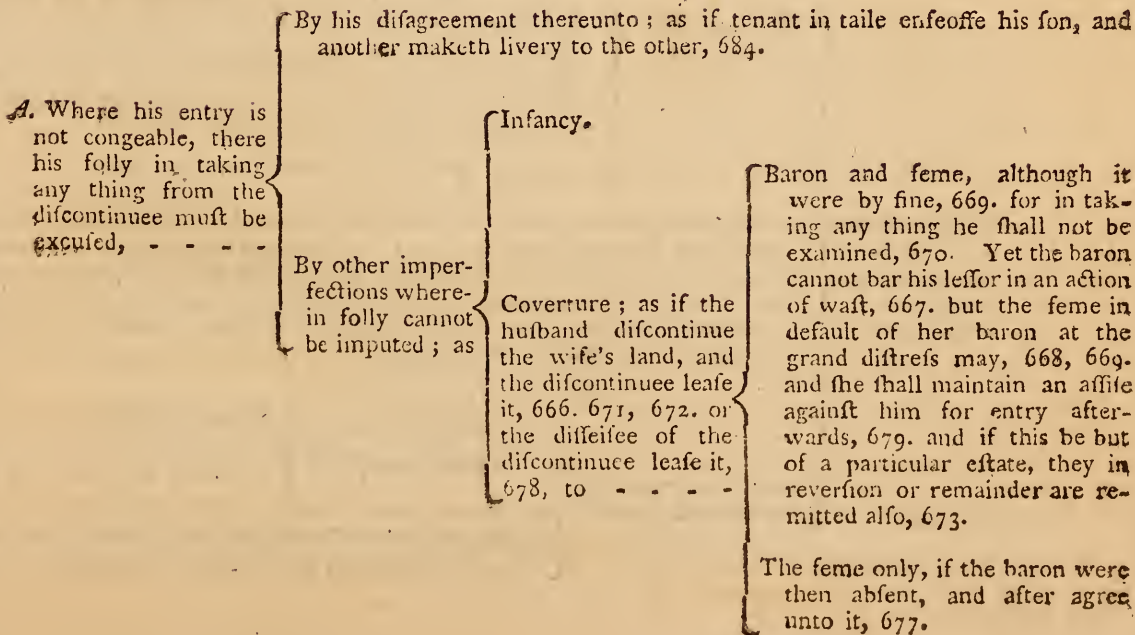 By his diſagreement thereunto ; as if tenant in taile enfeoffe his ſon, and
another maketh livery to the other, 684.
A. Where his entry is
not congeable, there
his folly in taking
any thing from the
diſcontinuee muſt be
excuſed, - - - -
By other imper-
fections where-
in folly cannot
be imputed ; as
Infancy.
Coverture ; as if the
huſband diſcontinue
the wife's land, and
the diſcontinuee leaſe
it, 666. 671, 672. or
the diſſeiſee of the
diſcontinuee leaſe it,
678, to - - - -
Baron and feme, although it
were by fine, 669. for in tak-
ing any thing he ſhall not be
examined, 670. Yet the baron
cannot bar his leſſor in an action
of waſt, 667. but the feme in
default of her baron at the
grand diſtreſs may, 668, 669.
and ſhe ſhall maintain an aſſiſe
againſt him for entry after-
wards, 679. and if this be but
of a particular eſtate, they in
reverſion or remainder are re-
mitted alſo, 673.
The feme only, if the baron were
then abſent, and after agree
unto it, 677.